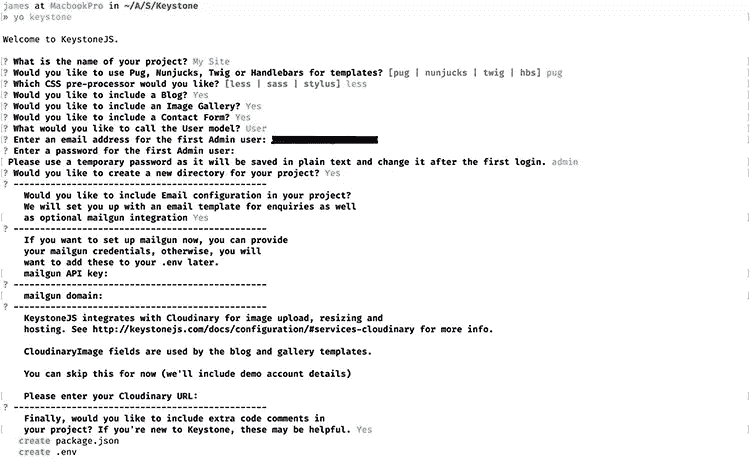 james at MacbookPro in ~/A/S/Keystone
» yo keystone
Welcome to KeystoneJS.
? What is the name of your project? My Site
? Would you like to use Pug, Nunjucks, Twig or Handlebars for templates? [pug | nunjucks | twig | hbs] pug
? Which CSS pre-processor would you like? [less | sass | stylus] less
? Would you like to include a Blog? Yes
? Would you like to include an Image Gallery? Yes
? Would you like to include a Contact Form? Yes
? What would you like to call the User model? User
? Enter an email address for the first Admin user:
? Enter a password for the first Admin user:
Please use a temporary password as it will be saved in plain text and change it after the first login. admin
? Would you like to create a new directory for your project? Yes
? ----------------------------------------------
Would you like to include Email configuration in your project?
We will set you up with an email template for enquiries as well
as optional mailgun integration Yes
? ----------------------------------------------
If you want to set up mailgun now, you can provide
your mailgun credentials, otherwise, you will
want to add these to your .env later.
mailgun API key:
? ----------------------------------------------
mailgun domain:
? ----------------------------------------------
KeystoneJS integrates with Cloudinary for image upload, resizing and
hosting. See http://keystonejs.com/docs/configuration/#services-cloudinary for more info.
CloudinaryImage fields are used by the blog and gallery templates.
You can skip this for now (we'll include demo account details)
Please enter your Cloudinary URL:
? ----------------------------------------------
Finally, would you like to include extra code comments in
your project? If you're new to Keystone, these may be helpful. Yes
create package.json
create .env